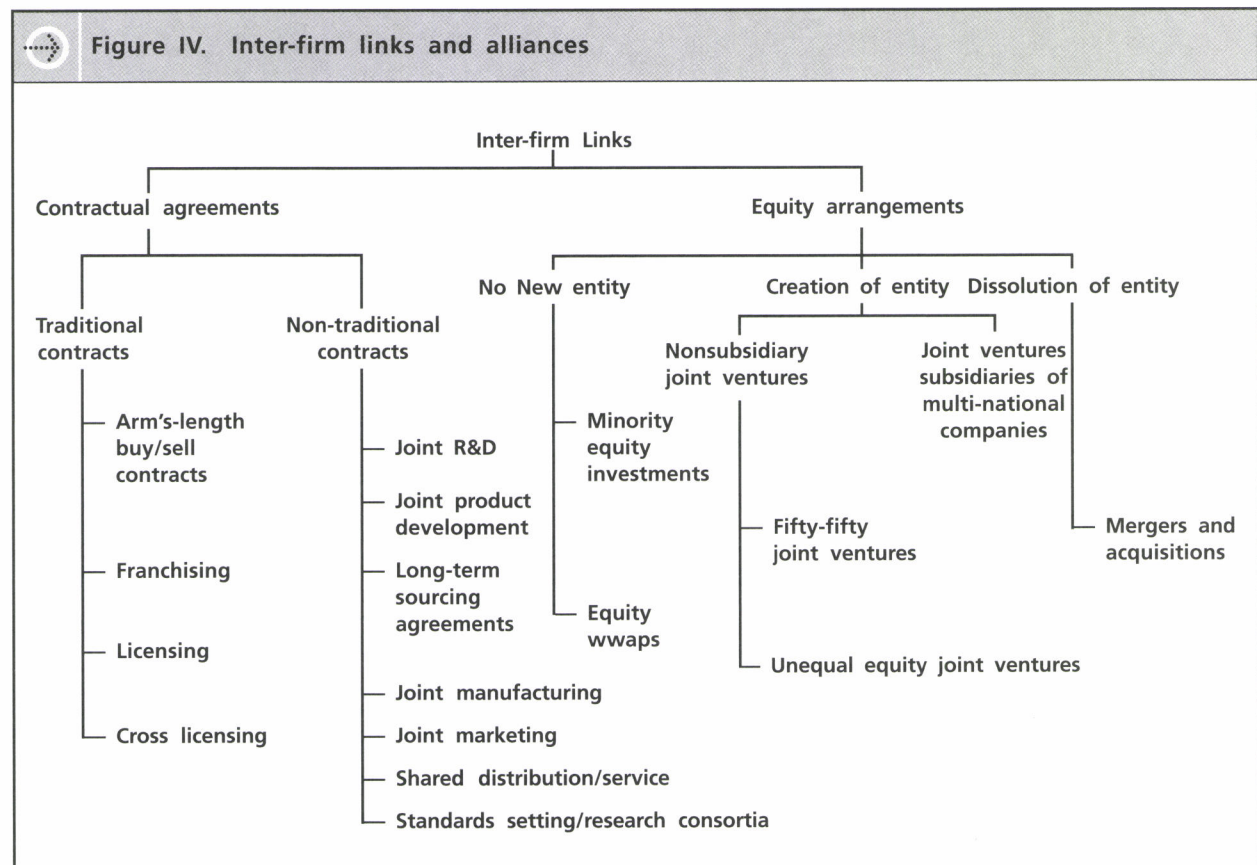 Figure IV. Inter-firm links and alliances
Inter-firm Links
Contractual agreements
Equity arrangements
No New entity
Creation of entity
Dissolution of entity
Traditional
contracts
Non-traditional
contracts
Nonsubsidiary
joint ventures
Joint ventures
subsidiaries of
multi-national
companies
Arm's-length
buy/sell
contracts
Franchising
Licensing
Cross licensing
Joint R&D
Joint product
development
Long-term
sourcing
agreements
Joint manufacturing
Joint marketing
Shared distribution/service
Standards setting/research consortia
Minority
equity
investments
Equity
wwaps
Fifty-fifty
joint ventures
Unequal equity joint ventures
Mergers and
acquisitions